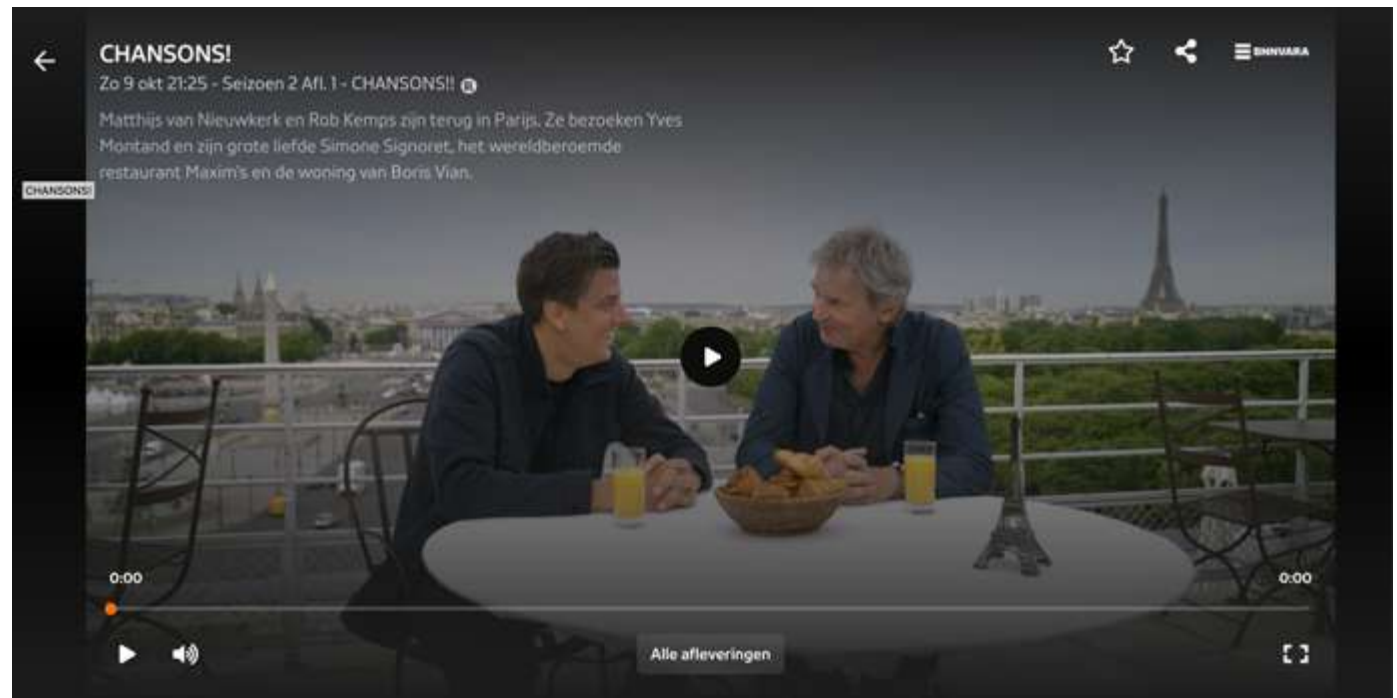 CHANSONS!
Zo 9 okt 21:25 - Seizoen 2 Afl. 1 - CHANSONS!!
Matthijs van Nieuwkerk en Rob Kemps zijn terug in Parijs. Ze bezoeken Yves
Montand en zijn grote liefde Simone Signoret, het wereldberoemde
restaurant Maxim's en de woning van Boris Vian.
CHANSONS!
BNNVARA
0:00
0:00
Alle afleveringen